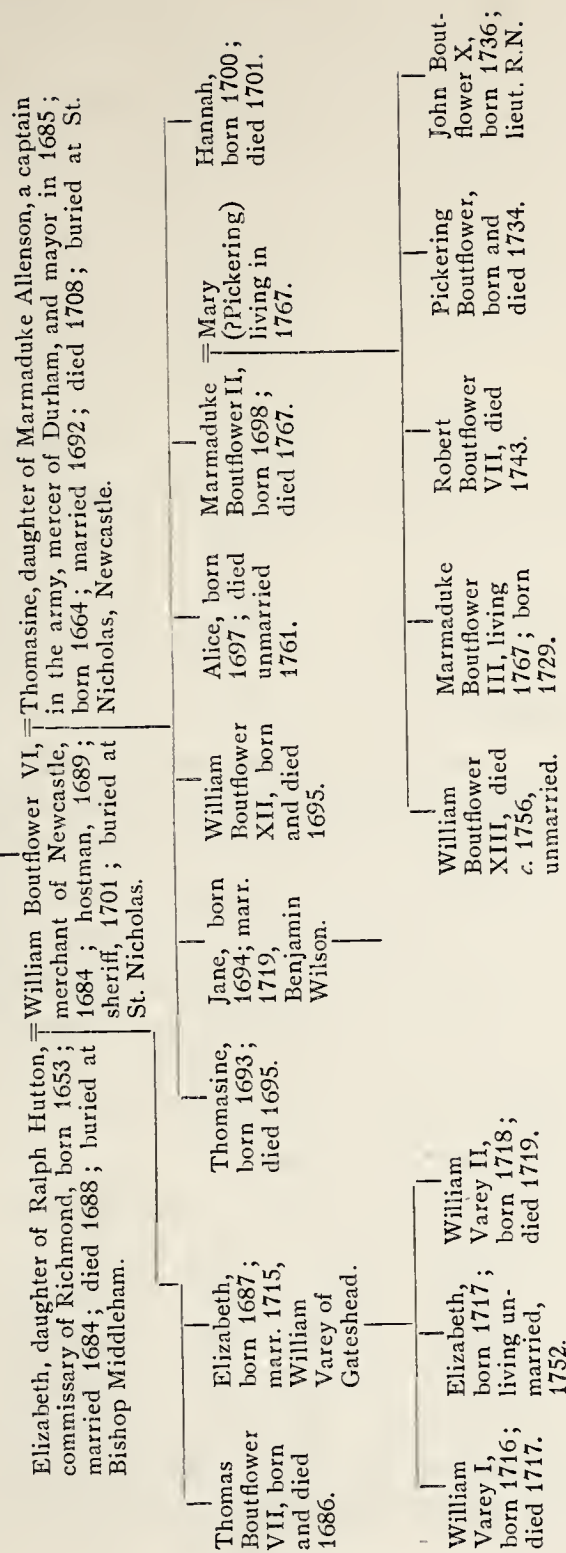 Elizabeth, daughter of Ralph Hutton,
commissary of Richmond, born 1653;
married 1684; died 1688; buried at
Bishop Middleham.
=William Boutflower VI,
merchant of Newcastle,
1684; hostman, 1689;
sheriff, 1701; buried at
St. Nicholas.
=Thomasine, daughter of Marmaduke Allenson, a captain
in the army, mercer of Durham, and mayor in 1685;
born 1664; married 1692; died 1708; buried at St.
Nicholas, Newcastle.
Thomas
Boutflower
VII, born
and died
1686.
Elizabeth,
born 1687;
marr. 1715,
William
Varey of
Gateshead.
Thomasine,
born 1693;
died 1695.
Jane, born
1694; marr.
1719,
Benjamin
Wilson.
William
Boutflower
XII, born
and died
1695.
Alice, born
1697; died
unmarried
1761.
Marmaduke
Boutflower II,
born 1698;
died 1767.
=Mary
(?Pickering)
living in
1767.
Hannah,
born 1700;
died 1701.
William
Varey I,
born 1716;
died 1717.
Elizabeth,
born 1717;
living un-
married,
1752.
William
Varey II,
born 1718;
died 1719.
William
Boutflower
XIII, died
c. 1756,
unmarried.
Marmaduke
Boutflower
III, living
1767; born
1729.
Robert
Boutflower
VII, died
1743.
Pickering
Boutflower,
born and
died 1734.
John Bout-
flower X,
born 1736;
lieut. R.N.